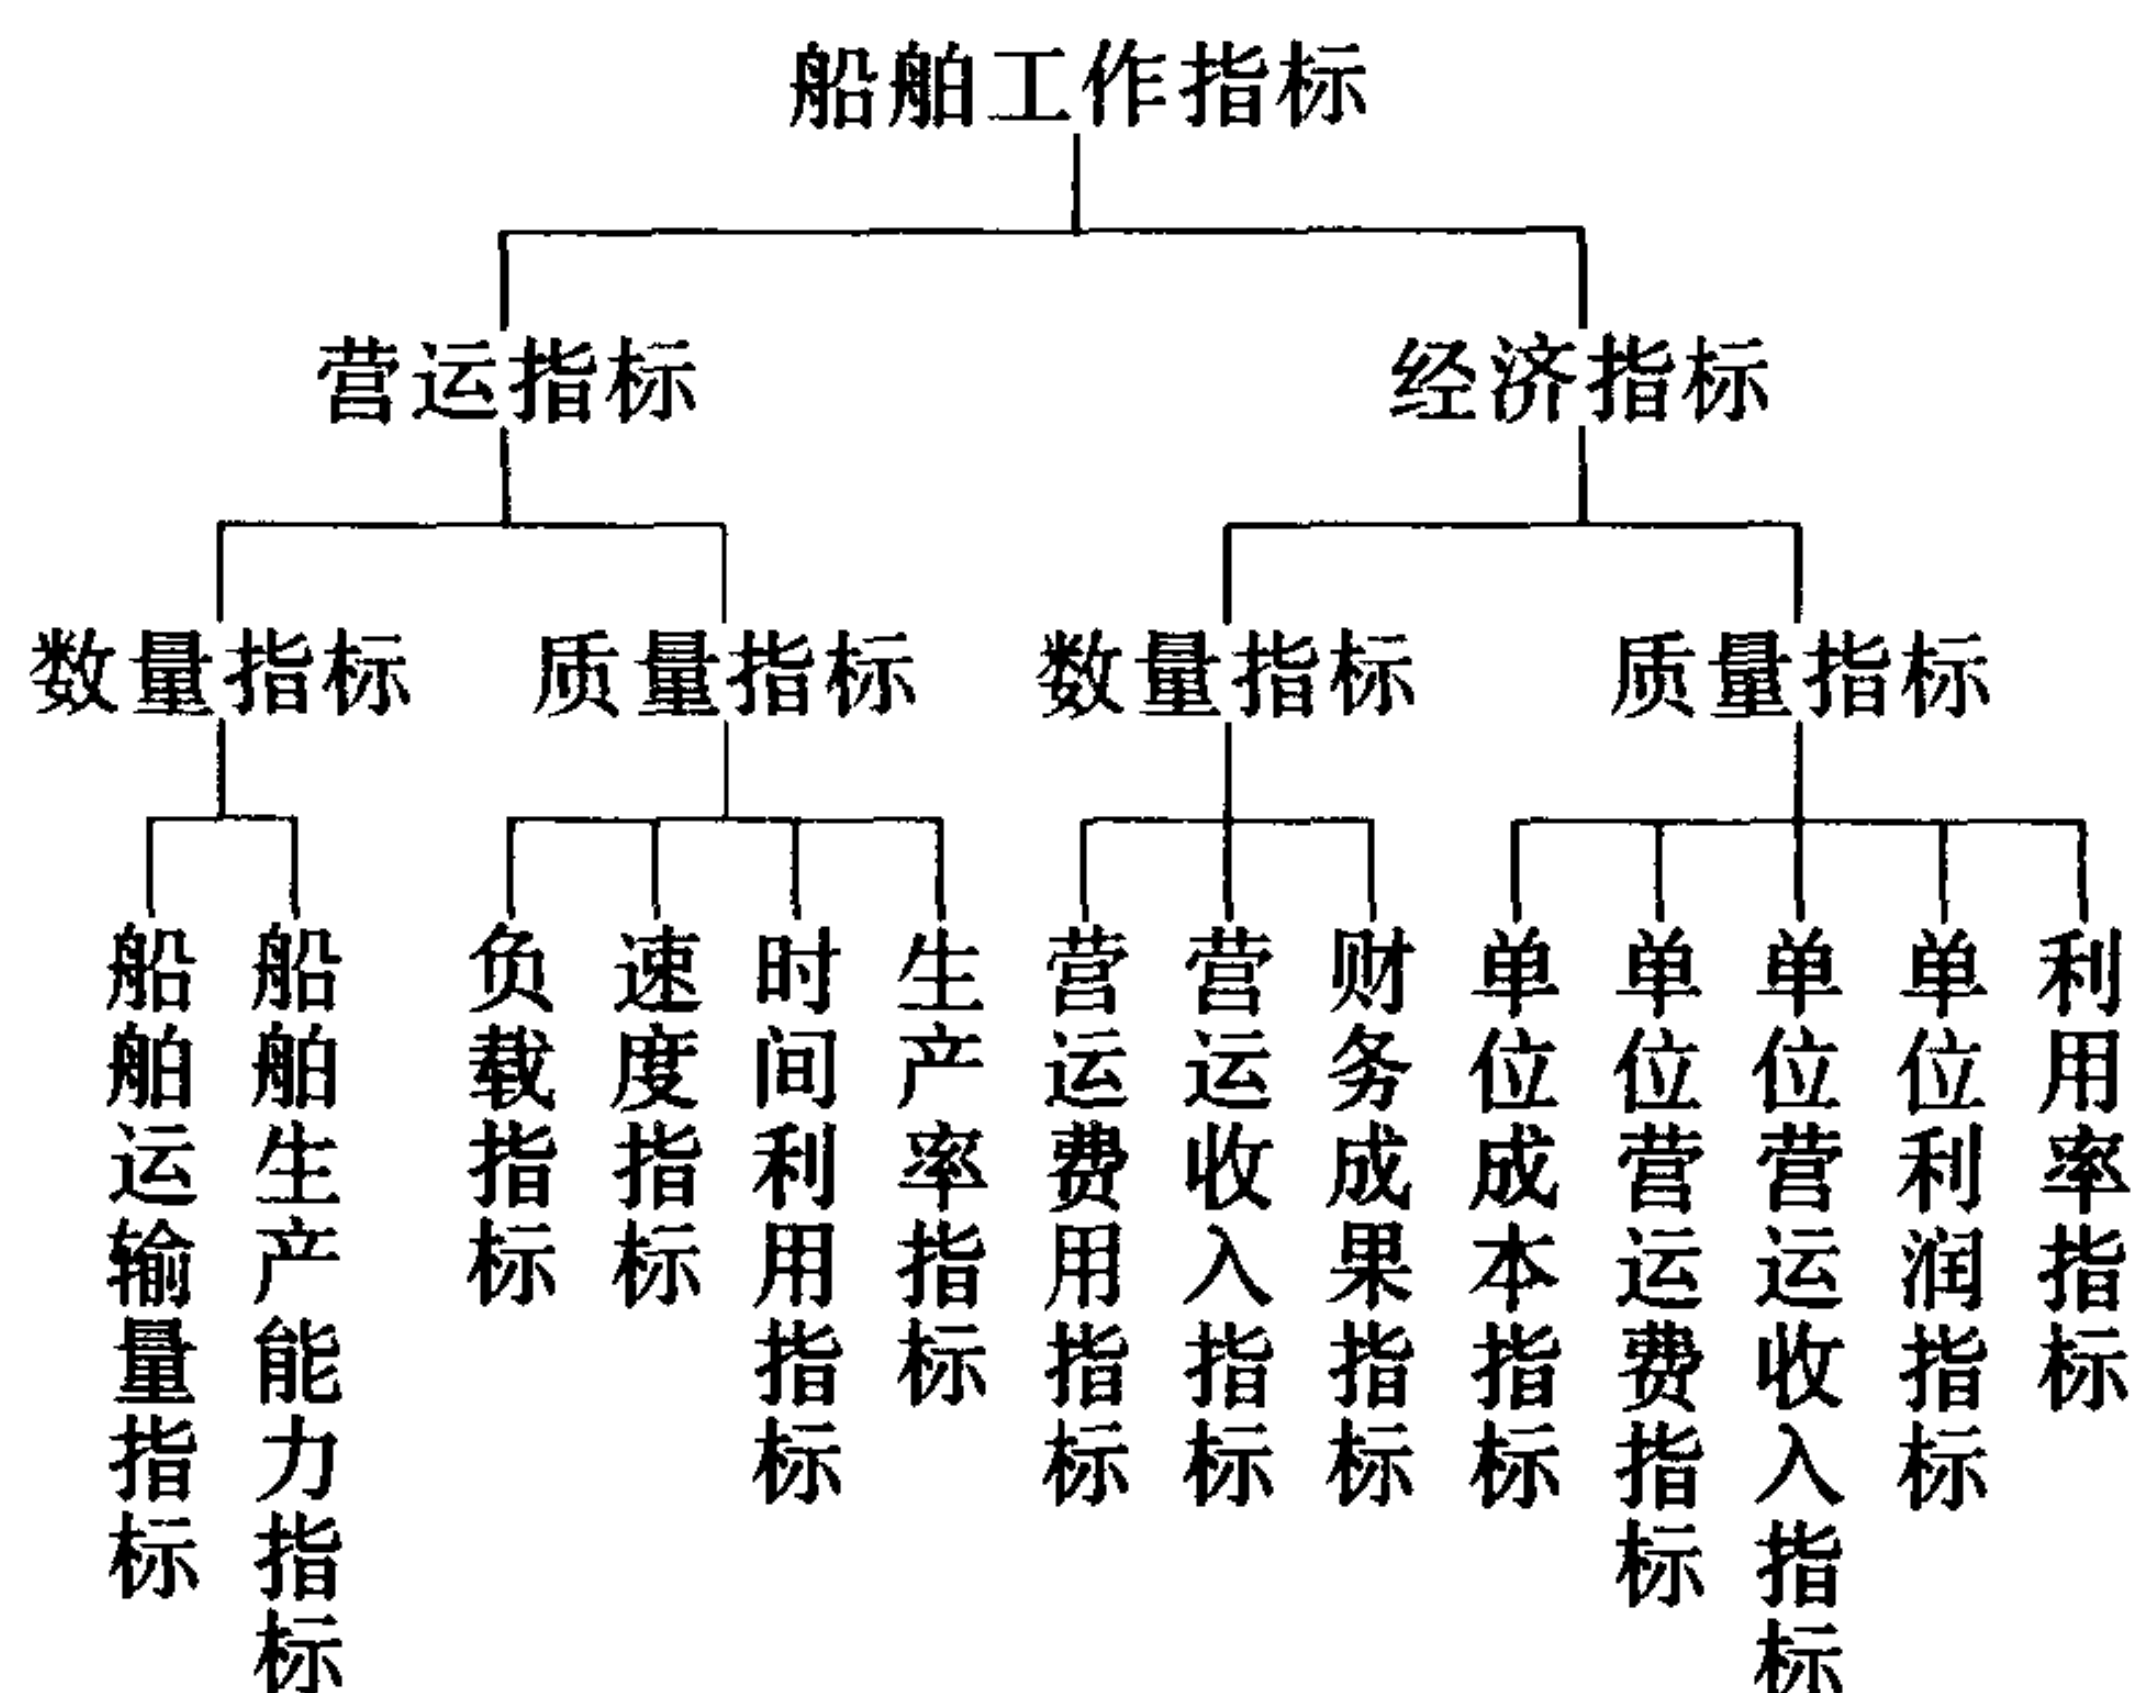 船舶工作指标
营运指标
经济指标
数量指标
质量指标
数量指标
质量指标
船舶运输量指标
船舶生产能力指标
负载指标
速度指标
时间利用指标
生产率指标
营运费用指标
营运收入指标
财务成果指标
单位成本指标
单位营运费指标
单位营运收入指标
单位利润指标
利用率指标